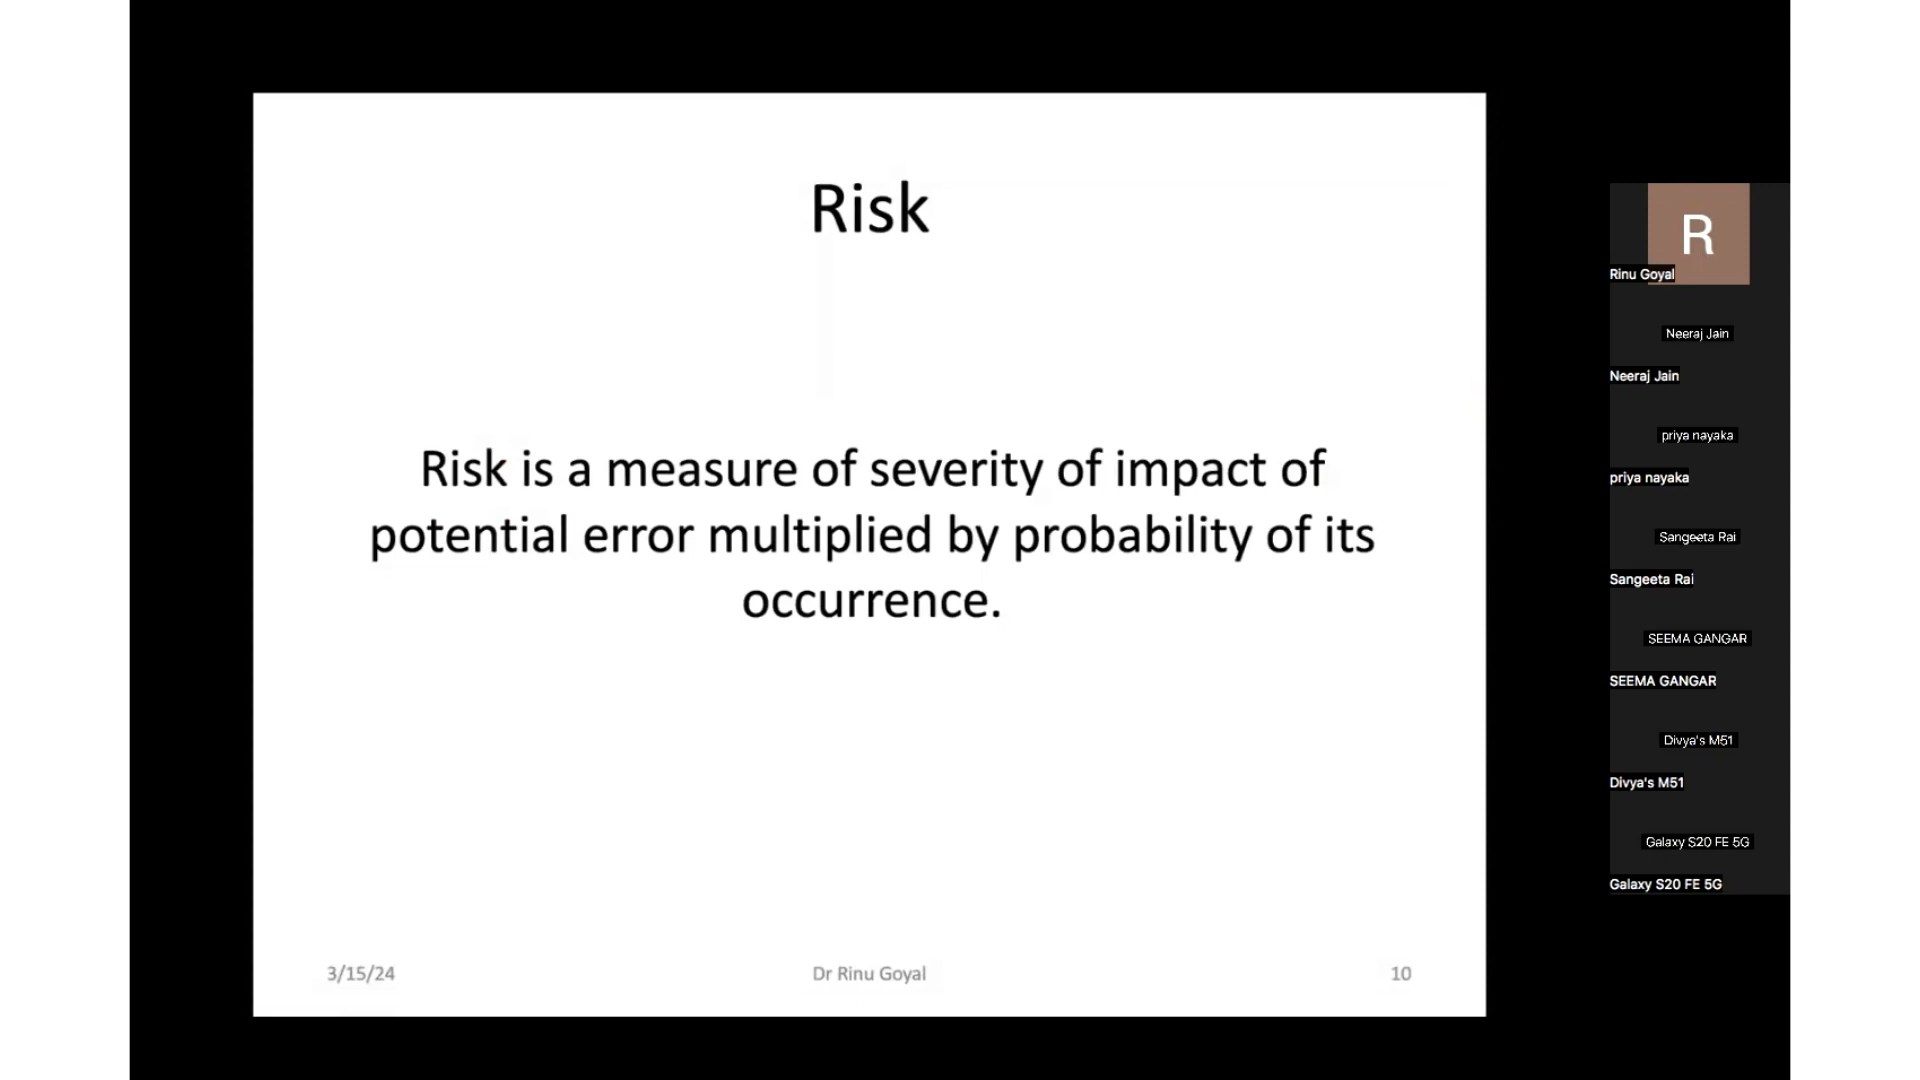 Risk
Risk is a measure of severity of impact of
potential error multiplied by probability of its
occurrence.
3/15/24
Dr Rinu Goyal
10
R
Rinu Goyal
Neeraj Jain
Neeraj Jain
priya nayaka
priya nayaka
Sangeeta Rai
Sangeeta Rai
SEEMA GANGAR
SEEMA GANGAR
Divya's M51
Divya's M51
Galaxy S20 FE 5G
Galaxy S20 FE 5G